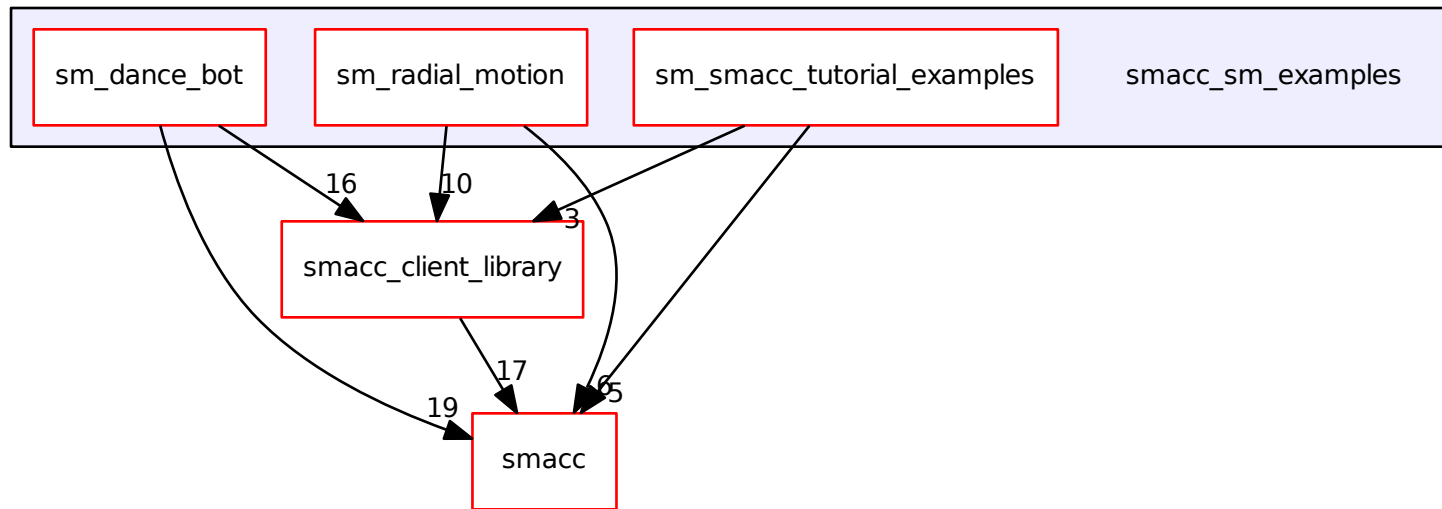 sm_dance_bot
sm_radial_motion
sm_smacc_tutorial_examples
smacc_sm_examples
16
10
3
smacc_client_library
17
6
5
19
smacc